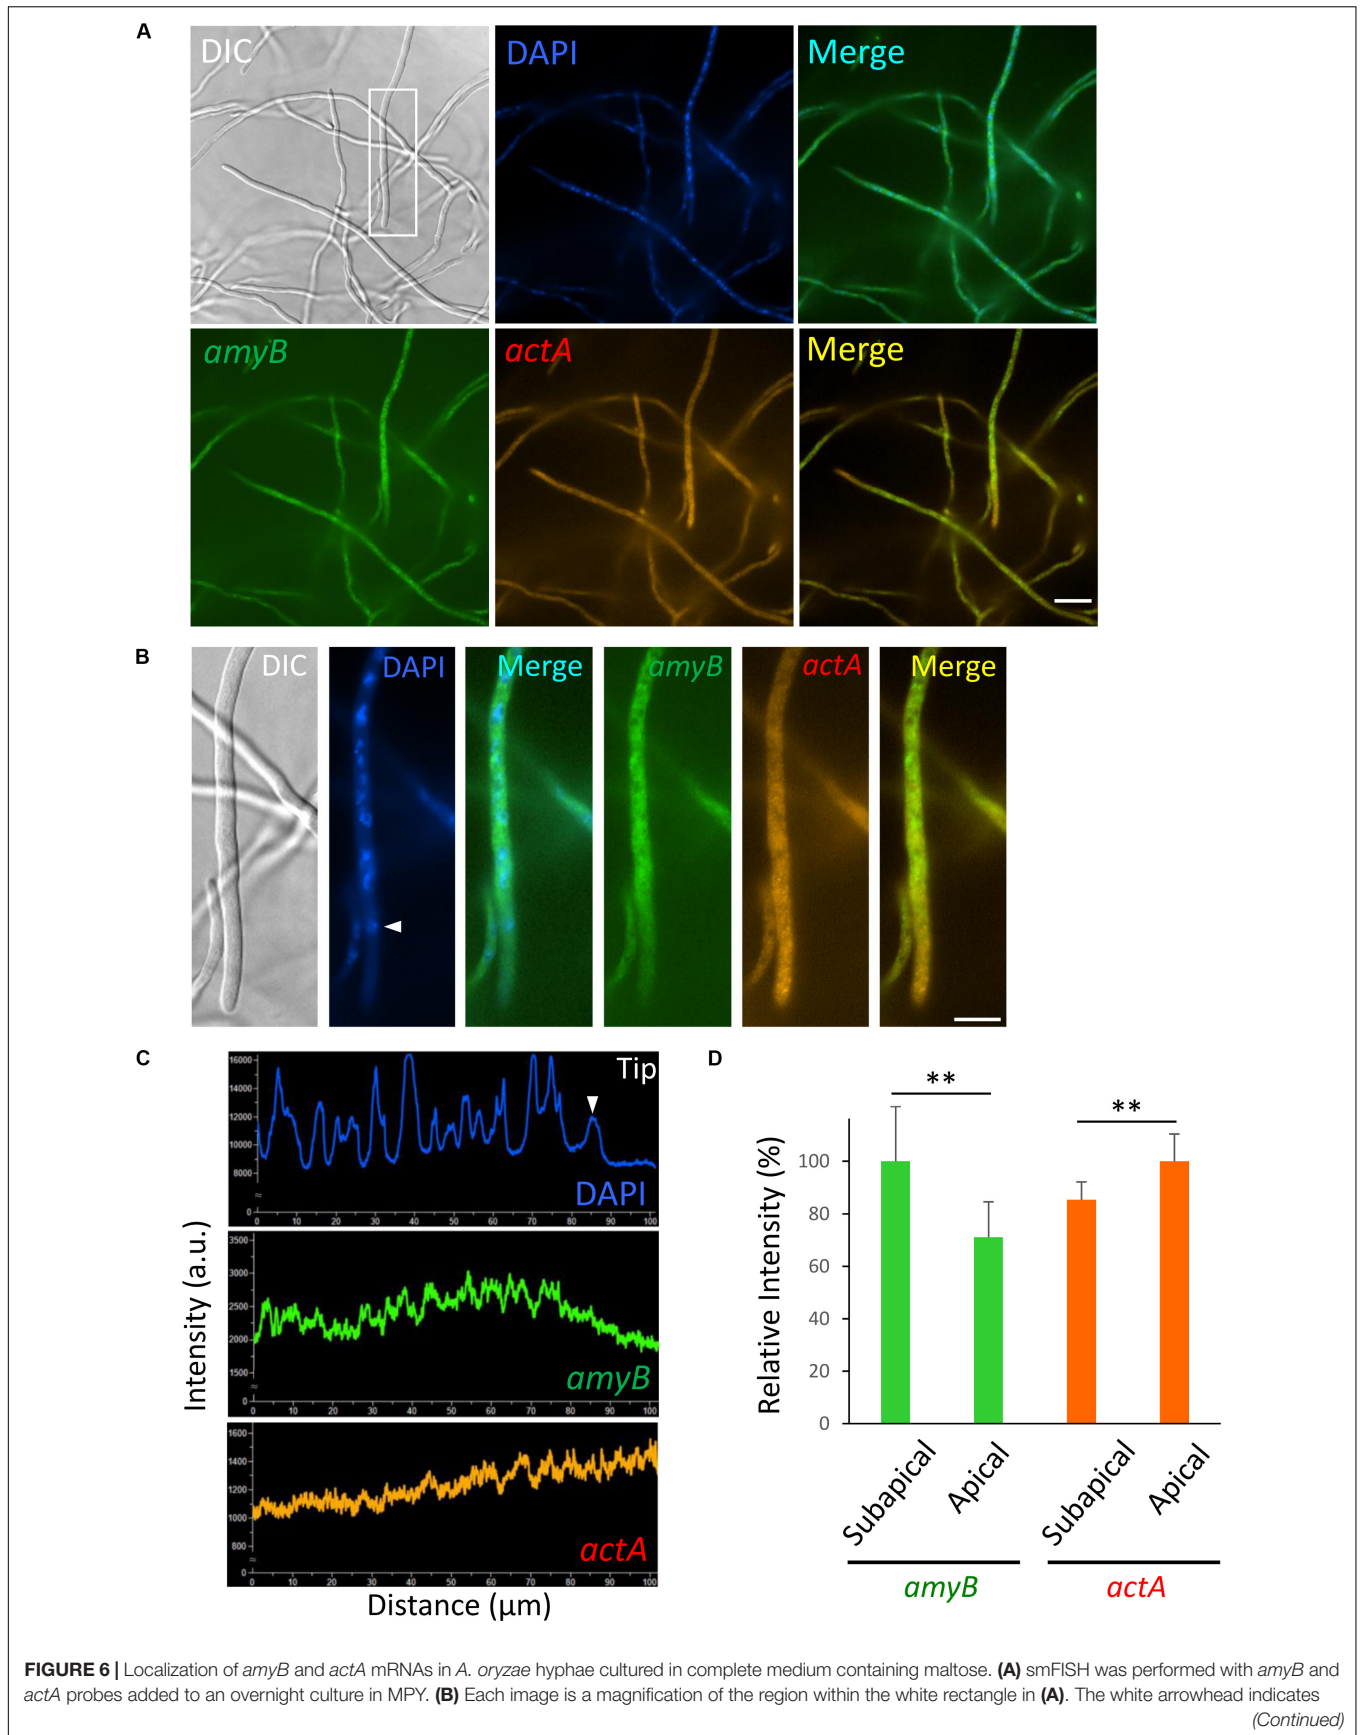 A
DIC
DAPI
Merge
amyB
actA
Merge
B
DIC
DAPI
Merge
amyB
actA
Merge
C
D
Intensity (a.u.)
16000
14000
12000
10000
8000
0
Tip
DAPI
0 10 20 30 40 50 60 70 80 90 100
3500
3000
2500
2000
1500
0
amyB
0 10 20 30 40 50 60 70 80 90 100
1600
1400
1200
1000
800
0
actA
0 10 20 30 40 50 60 70 80 90 100
Distance (μm)
Relative Intensity (%)
** **
100
80
60
40
20
0
Subapical Apical Subapical Apical
amyB actA
FIGURE 6 | Localization of amyB and actA mRNAs in A. oryzae hyphae cultured in complete medium containing maltose. (A) smFISH was performed with amyB and
actA probes added to an overnight culture in MPY. (B) Each image is a magnification of the region within the white rectangle in (A). The white arrowhead indicates
(Continued)